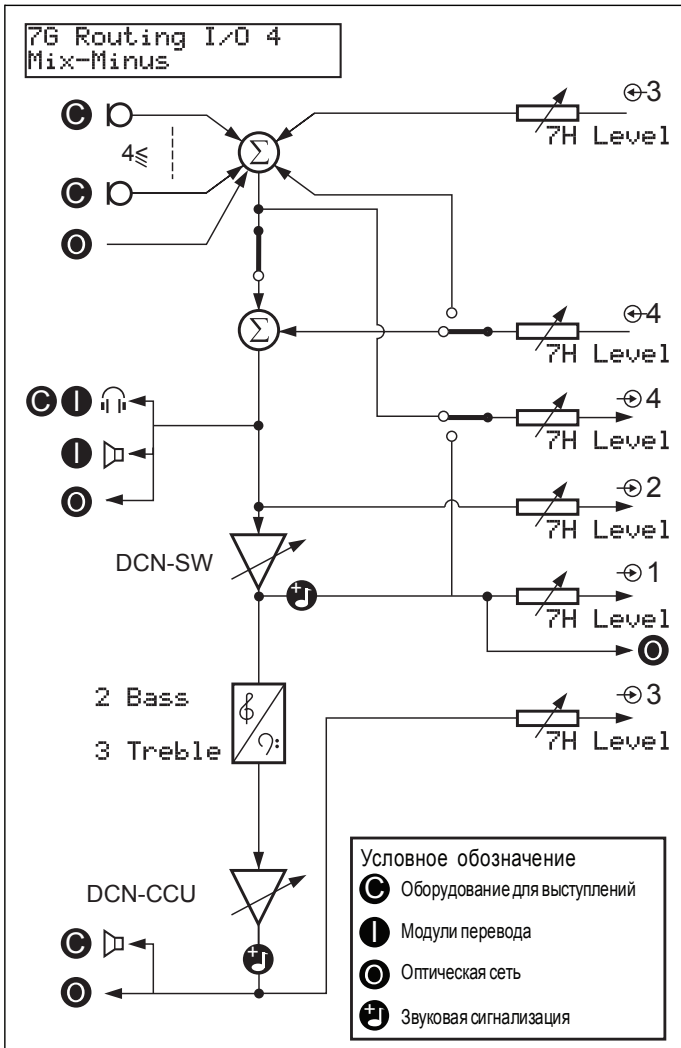 7G Routing I/O 4
Mix-Minus
C
3
7H Level
4≤
Σ
C
O
4
Σ
7H Level
C I
4
7H Level
I
O
2
7H Level
DCN-SW
1
7H Level
O
2 Bass
3
3 Treble
7H Level
DCN-CCU
C
O
Условное обозначение
C Оборудование для выступлений
I Модули перевода
O Оптическая сеть
Звуковая сигнализация